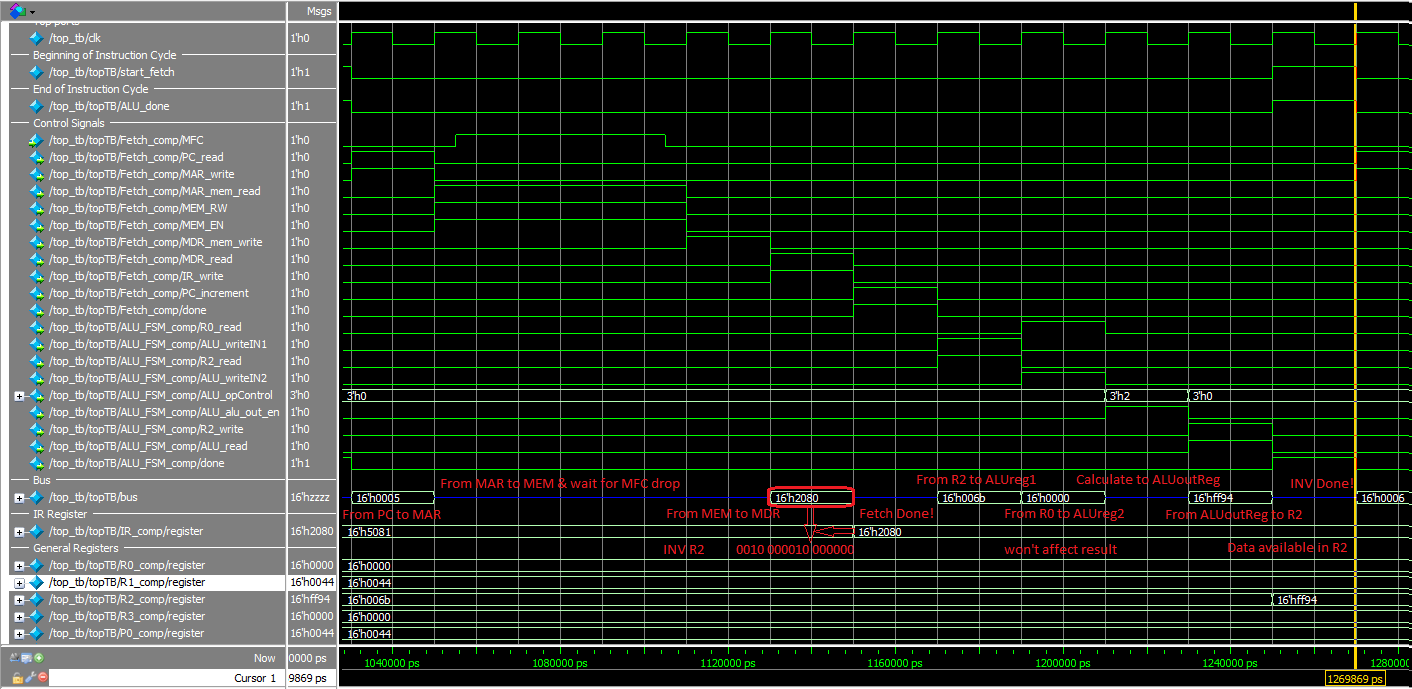 Msgs
Top ports
/top_tb/clk 1'h0
Beginning of Instruction Cycle
/top_tb/topTB/start_fetch 1'h1
End of Instruction Cycle
/top_tb/topTB/ALU_done 1'h1
Control Signals
/top_tb/topTB/Fetch_comp/MFC 1'h0
/top_tb/topTB/Fetch_comp/PC_read 1'h0
/top_tb/topTB/Fetch_comp/MAR_write 1'h0
/top_tb/topTB/Fetch_comp/MAR_mem_read 1'h0
/top_tb/topTB/Fetch_comp/MEM_RW 1'h0
/top_tb/topTB/Fetch_comp/MEM_EN 1'h0
/top_tb/topTB/Fetch_comp/MDR_mem_write 1'h0
/top_tb/topTB/Fetch_comp/MDR_read 1'h0
/top_tb/topTB/Fetch_comp/IR_write 1'h0
/top_tb/topTB/Fetch_comp/PC_increment 1'h0
/top_tb/topTB/Fetch_comp/done 1'h0
/top_tb/topTB/ALU_FSM_comp/R0_read 1'h0
/top_tb/topTB/ALU_FSM_comp/ALU_writeIN1 1'h0
/top_tb/topTB/ALU_FSM_comp/R2_read 1'h0
/top_tb/topTB/ALU_FSM_comp/ALU_writeIN2 1'h0
/top_tb/topTB/ALU_FSM_comp/ALU_opControl 3'h0 3'h0 3'h2 3'h0
/top_tb/topTB/ALU_FSM_comp/ALU_alu_out_en 1'h0
/top_tb/topTB/ALU_FSM_comp/R2_write 1'h0
/top_tb/topTB/ALU_FSM_comp/ALU_read 1'h0
/top_tb/topTB/ALU_FSM_comp/done 1'h1
Bus From MAR to MEM & wait for MFC drop From R2 to ALUreg1 Calculate to ALUoutReg INV Done!
/top_tb/topTB/bus 16'hzzzz 16'h0005 16'h2080 16'h006b 16'h0000 16'hff94 16'h0006
IR Register From PC to MAR From MEM to MDR Fetch Done! From R0 to ALUreg2 From ALUoutReg to R2
/top_tb/topTB/IR_comp/register 16'h2080 16'h5081 16'h2080
General Registers INV R2 0010 000010 000000 won't affect result Data available in R2
/top_tb/topTB/R0_comp/register 16'h0000 16'h0000
/top_tb/topTB/R1_comp/register 16'h0044 16'h0044
/top_tb/topTB/R2_comp/register 16'hff94 16'h006b 16'hff94
/top_tb/topTB/R3_comp/register 16'h0000 16'h0000
/top_tb/topTB/P0_comp/register 16'h0044 16'h0044
Now 0000 ps 1040000 ps 1080000 ps 1120000 ps 1160000 ps 1200000 ps 1240000 ps 1280000
Cursor 1 9869 ps 1269869 ps